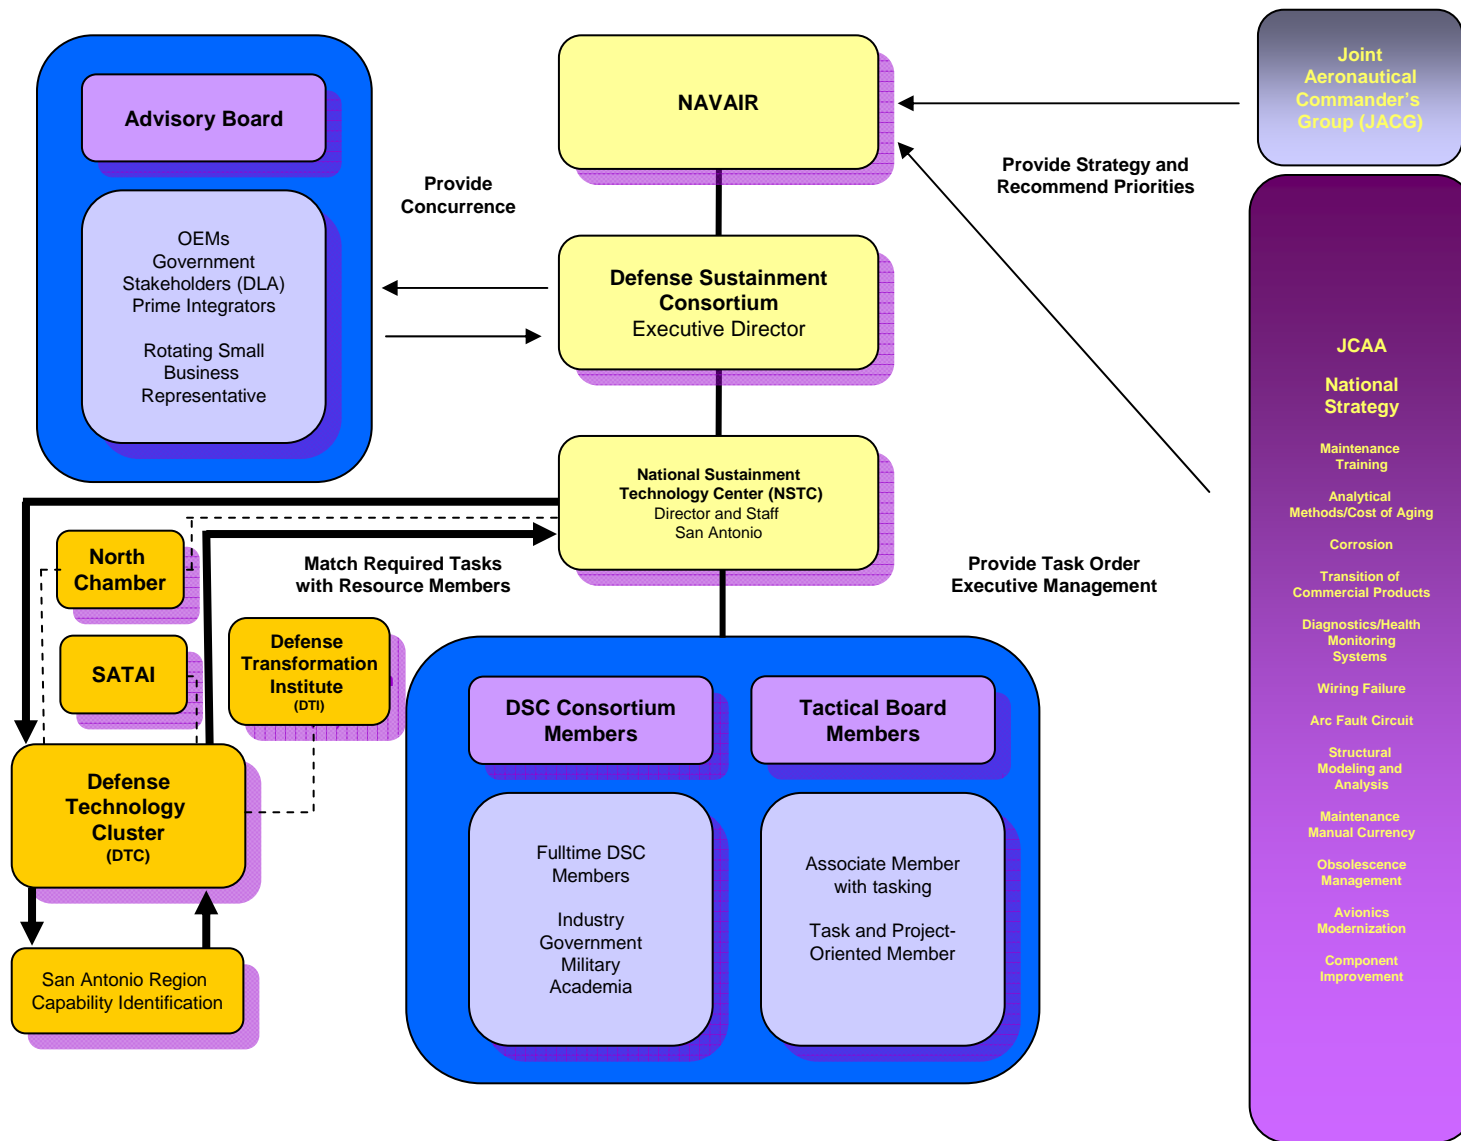 Advisory Board
OEMs
Government
Stakeholders (DLA)
Prime Integrators
Rotating Small
Business
Representative
Provide
Concurrence
NAVAIR
Defense Sustainment
Consortium
Executive Director
National Sustainment
Technology Center (NSTC)
Director and Staff
San Antonio
Provide Strategy and
Recommend Priorities
Joint
Aeronautical
Commander's
Group (JACG)
JCAA
National
Strategy
Maintenance
Training
Analytical
Methods/Cost of Aging
Corrosion
Transition of
Commercial Products
Diagnostics/Health
Monitoring
Systems
Wiring Failure
Arc Fault Circuit
Structural
Modeling and
Analysis
Maintenance
Manual Currency
Obsolescence
Management
Avionics
Modernization
Component
Improvement
North
Chamber
SATAI
Match Required Tasks
with Resource Members
Provide Task Order
Executive Management
Defense
Transformation
Institute
(DTI)
Defense
Technology
Cluster
(DTC)
San Antonio Region
Capability Identification
DSC Consortium
Members
Fulltime DSC
Members
Industry
Government
Military
Academia
Tactical Board
Members
Associate Member
with tasking
Task and Project-
Oriented Member